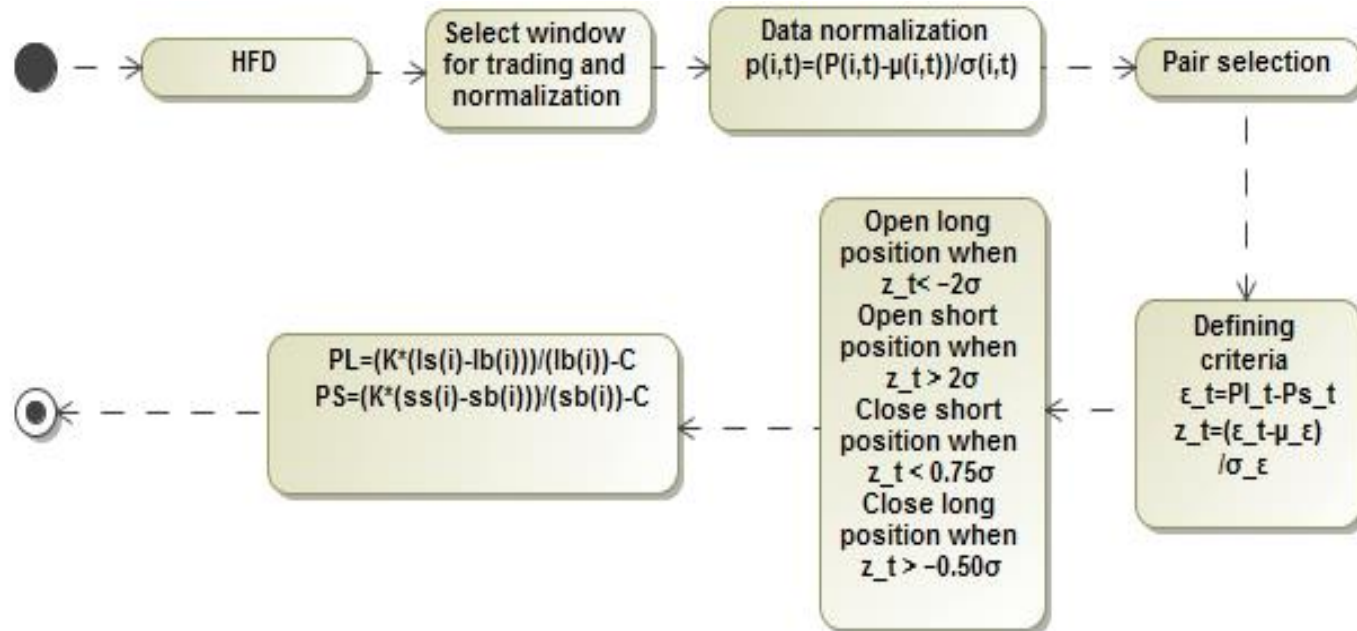 HFD
Select window
for trading and
normalization
Data normalization
p(i,t)=(P(i,t)-μ(i,t))/σ(i,t)
Pair selection
Defining
criteria
ε_t=Pl_t-Ps_t
z_t=(ε_t-μ_ε)
/σ_ε
Open long
position when
z_t< −2σ
Open short
position when
z_t > 2σ
Close short
position when
z_t < 0.75σ
Close long
position when
z_t > −0.50σ
PL=(K*(ls(i)-lb(i)))/(lb(i))-C
PS=(K*(ss(i)-sb(i)))/(sb(i))-C